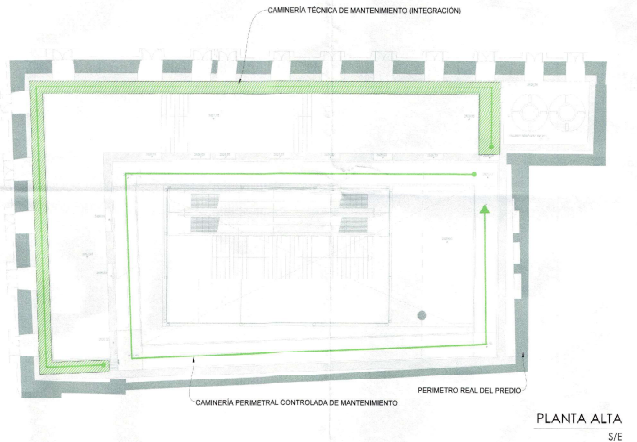 CAMINERÍA TÉCNICA DE MANTENIMIENTO (INTEGRACIÓN)
PERIMETRO REAL DEL PREDIO
CAMINERÍA PERIMETRAL CONTROLADA DE MANTENIMIENTO
PLANTA ALTA
S/E